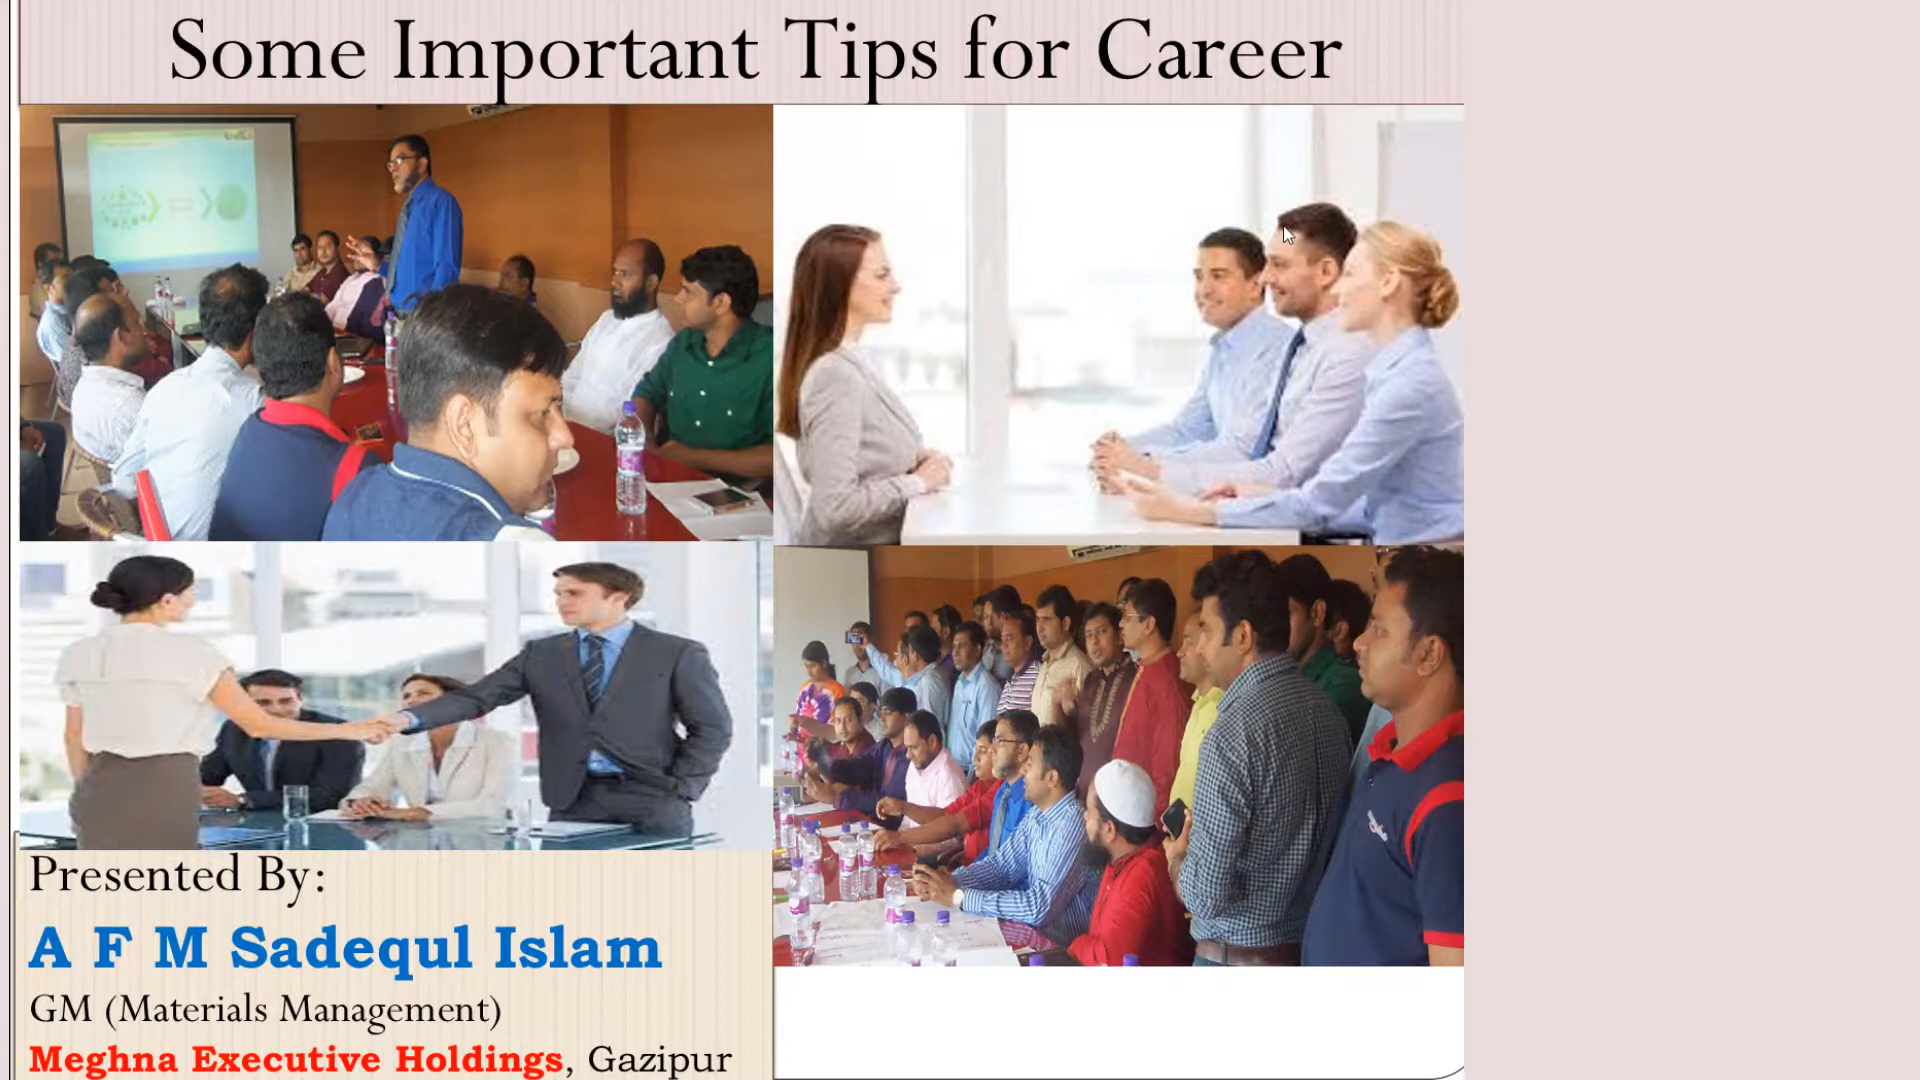 Some Important Tips for Career
Presented By:
A F M Sadequl Islam
GM (Materials Management)
Meghna Executive Holdings, Gazipur